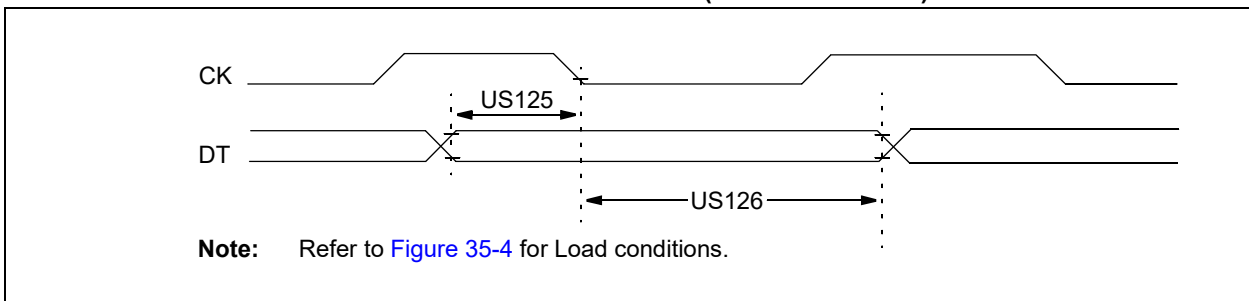 CK
US125
DT
US126
Note: Refer to Figure 35-4 for Load conditions.